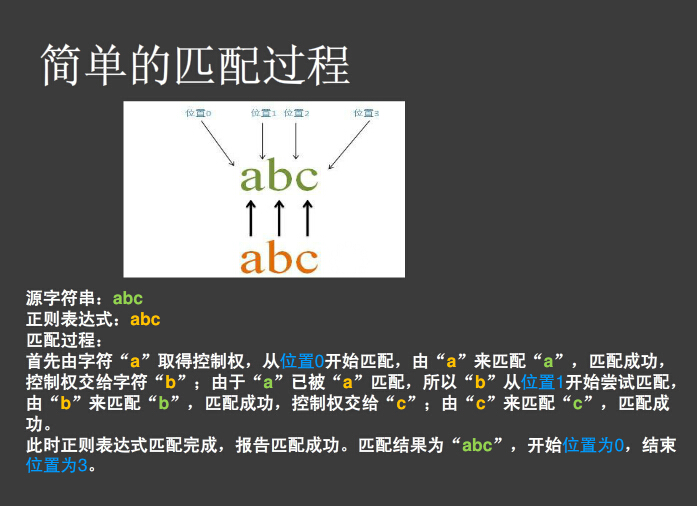 简单的匹配过程
位置0 位置1 位置2 位置3
abc
abc
源字符串：abc
正则表达式：abc
匹配过程：
首先由字符“a”取得控制权，从位置0开始匹配，由“a”来匹配“a”，匹配成功，
控制权交给字符“b”；由于“a”已被“a”匹配，所以“b”从位置1开始尝试匹配，
由“b”来匹配“b”，匹配成功，控制权交给“c”；由“c”来匹配“c”，匹配成
功。
此时正则表达式匹配完成，报告匹配成功。匹配结果为“abc”，开始位置为0，结束
位置为3。